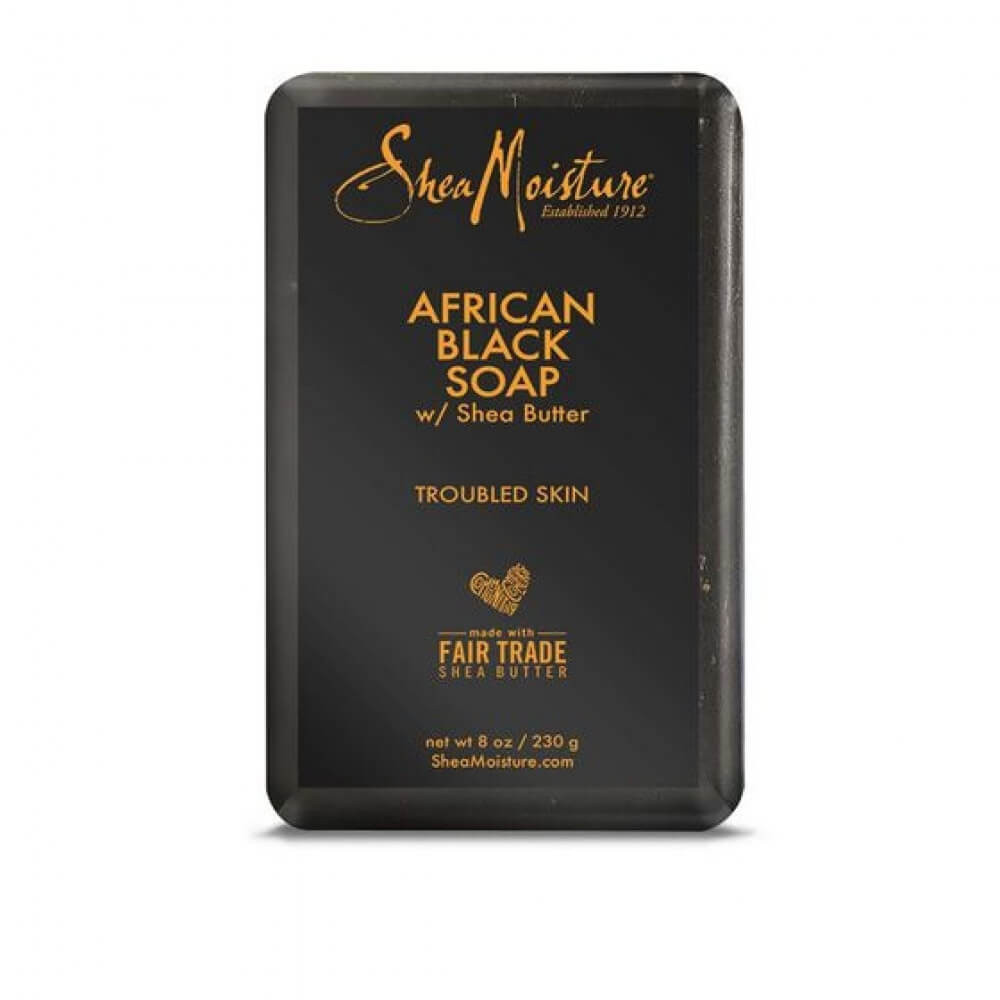 SheaMoisture®
Established 1912
AFRICAN
BLACK
SOAP
w/ Shea Butter
TROUBLED SKIN
made with
FAIR TRADE
SHEA BUTTER
net wt 8 oz / 230 g
SheaMoisture.com